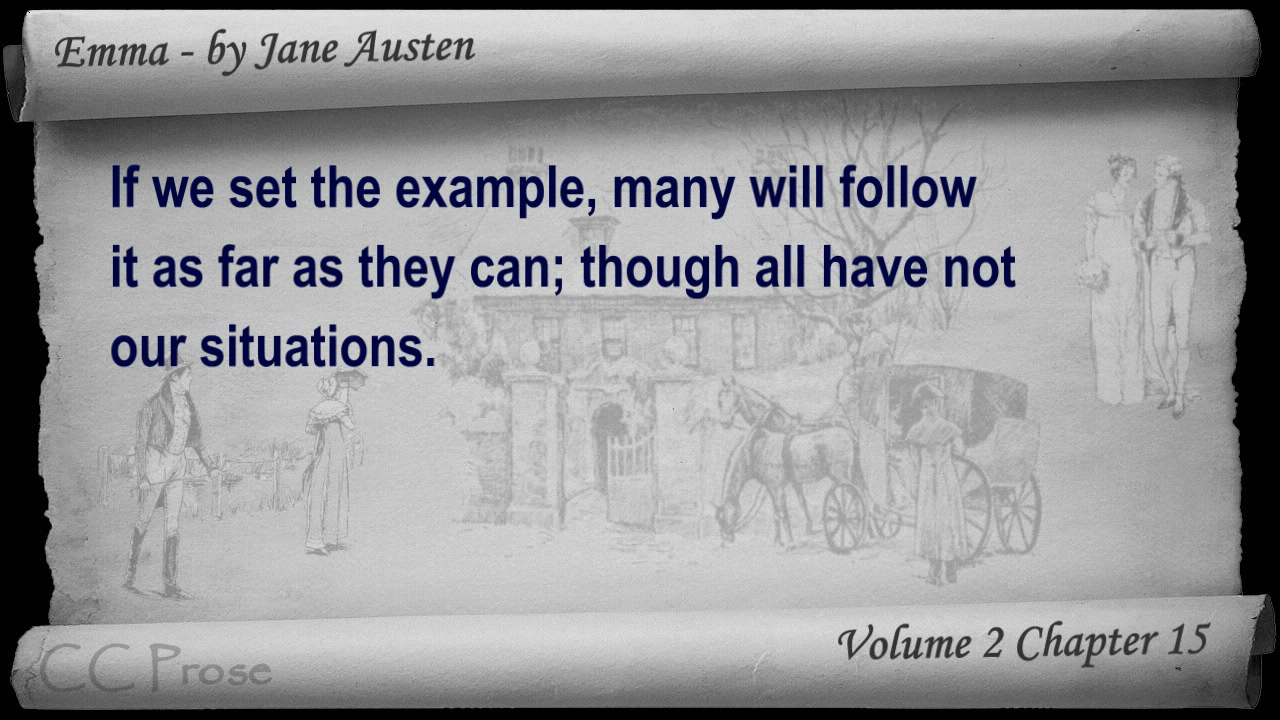 Emma - by Jane Austen
If we set the example, many will follow
it as far as they can; though all have not
our situations.
Volume 2 Chapter 15
CC Prose